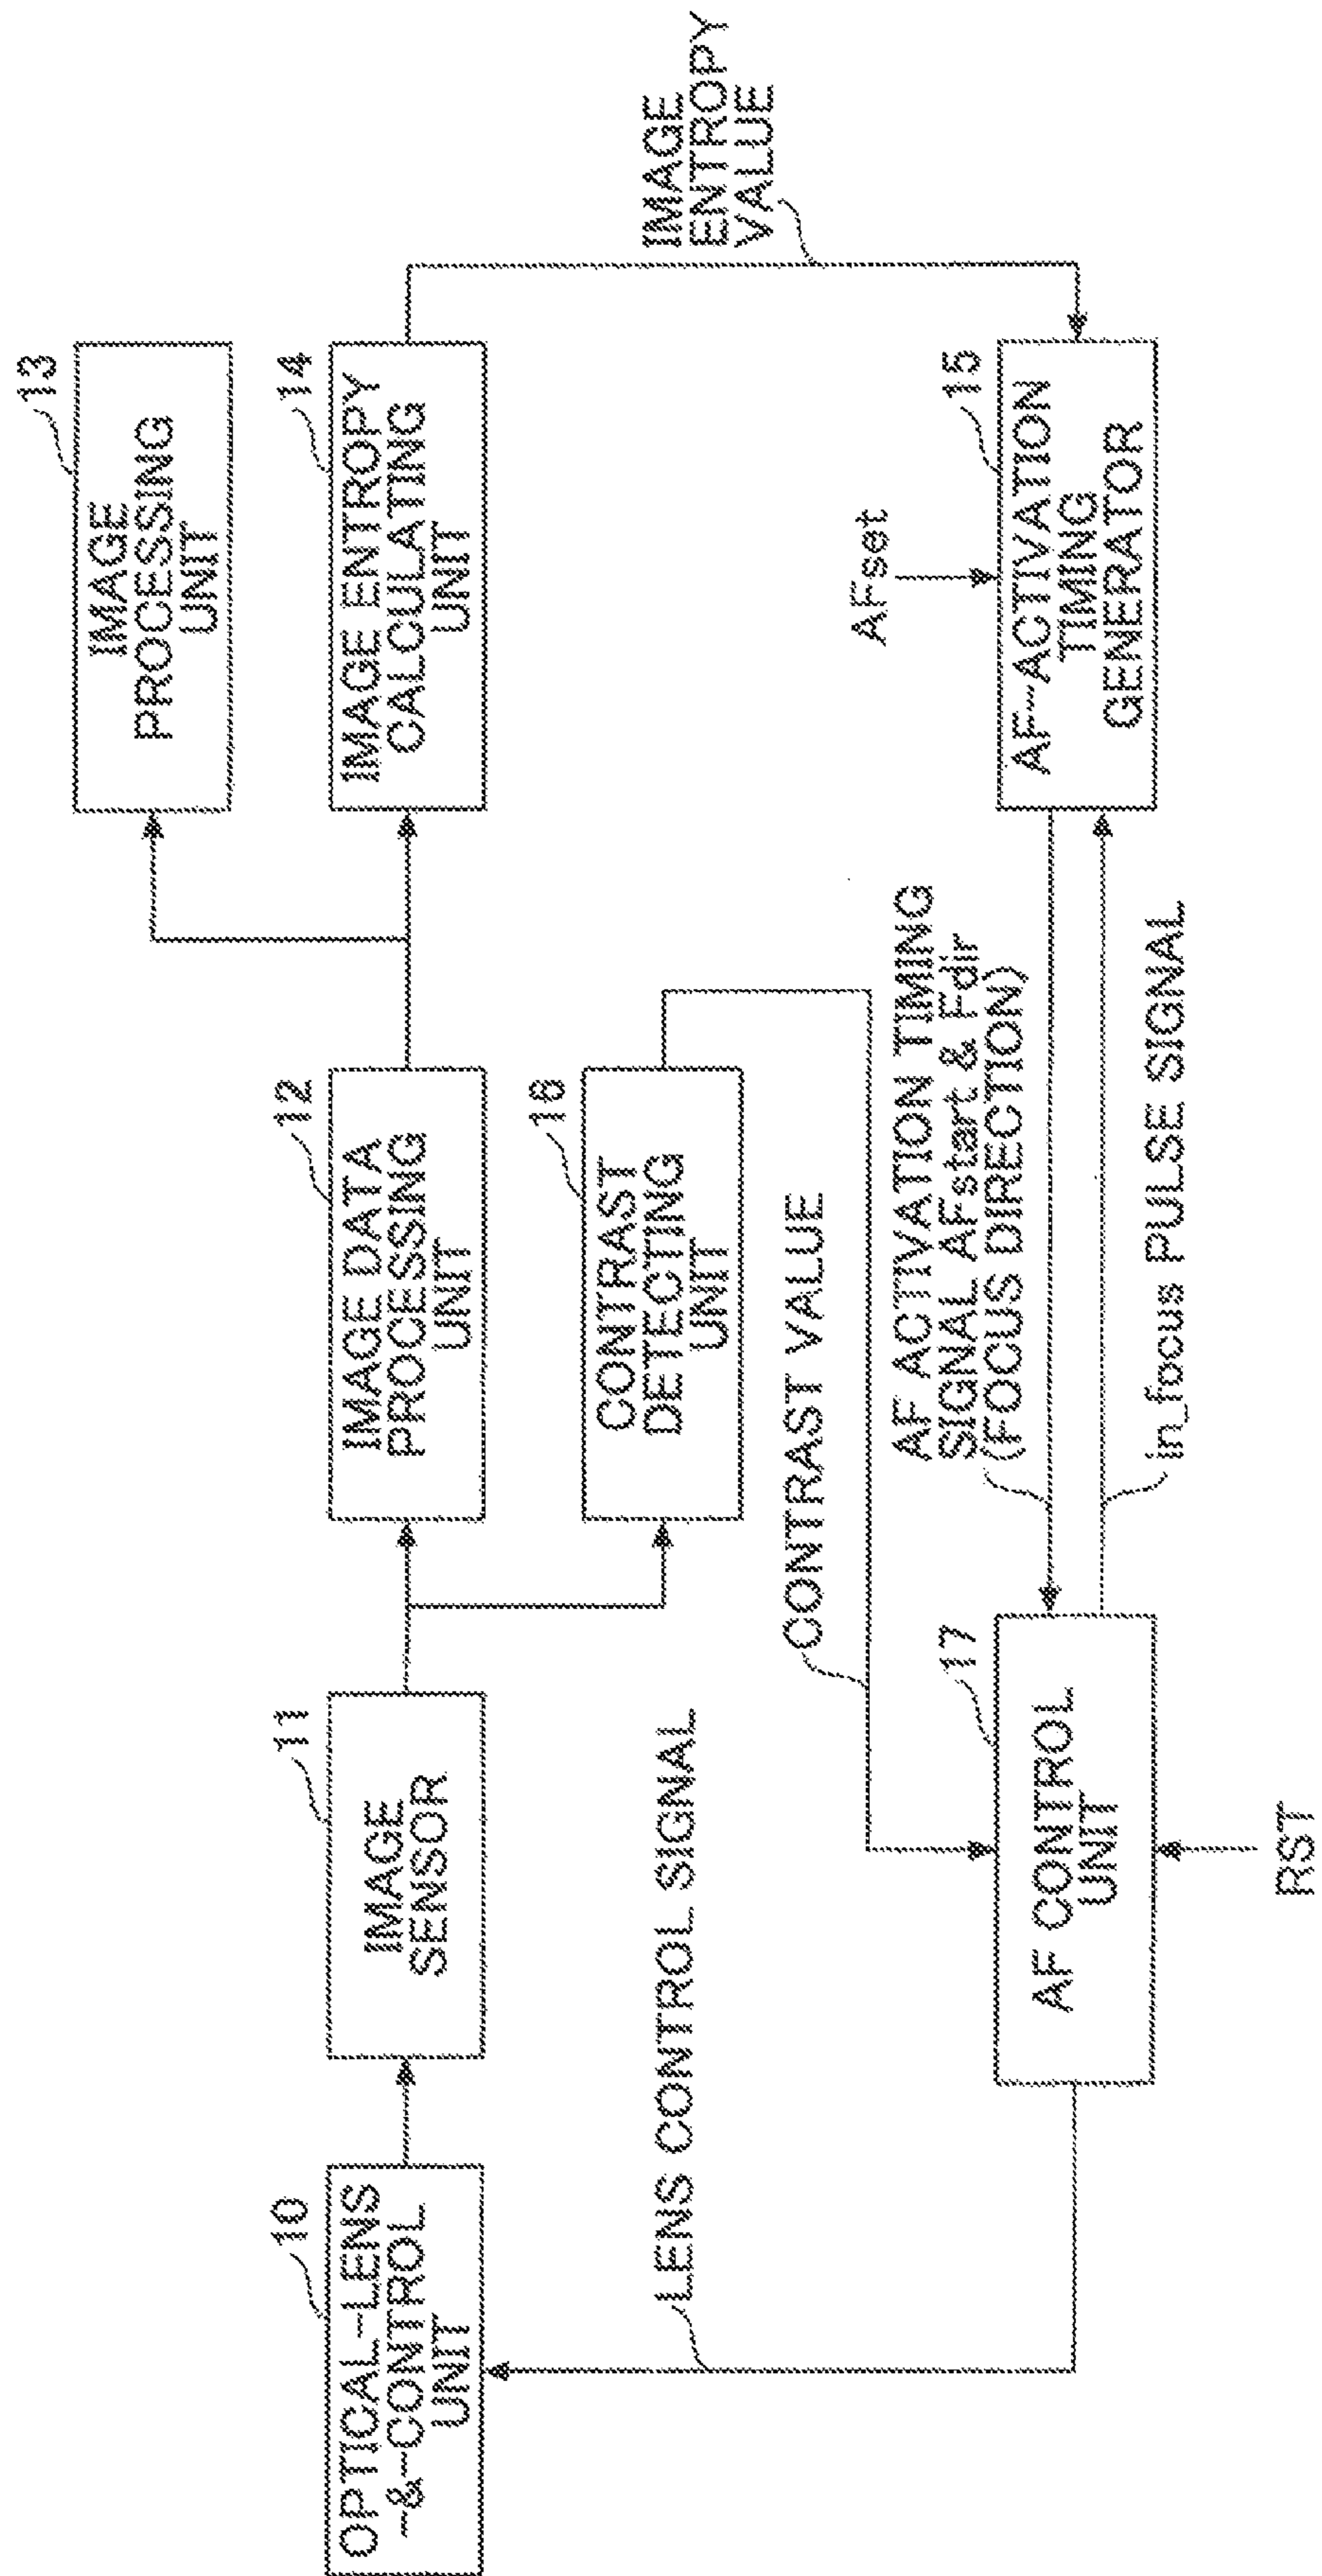 13
IMAGE
PROCESSING
UNIT
10
OPTICAL-LENS
-&-CONTROL
UNIT
11
IMAGE
SENSOR
12
IMAGE DATA
PROCESSING
UNIT
14
IMAGE ENTROPY
CALCULATING
UNIT
16
CONTRAST
DETECTING
UNIT
IMAGE
ENTROPY
VALUE
LENS CONTROL SIGNAL
CONTRAST VALUE
AFset
AF ACTIVATION TIMING
SIGNAL AFstart & Fdir
(FOCUS DIRECTION)
17
AF CONTROL
UNIT
15
AF-ACTIVATION
TIMING
GENERATOR
in_focus PULSE SIGNAL
RST